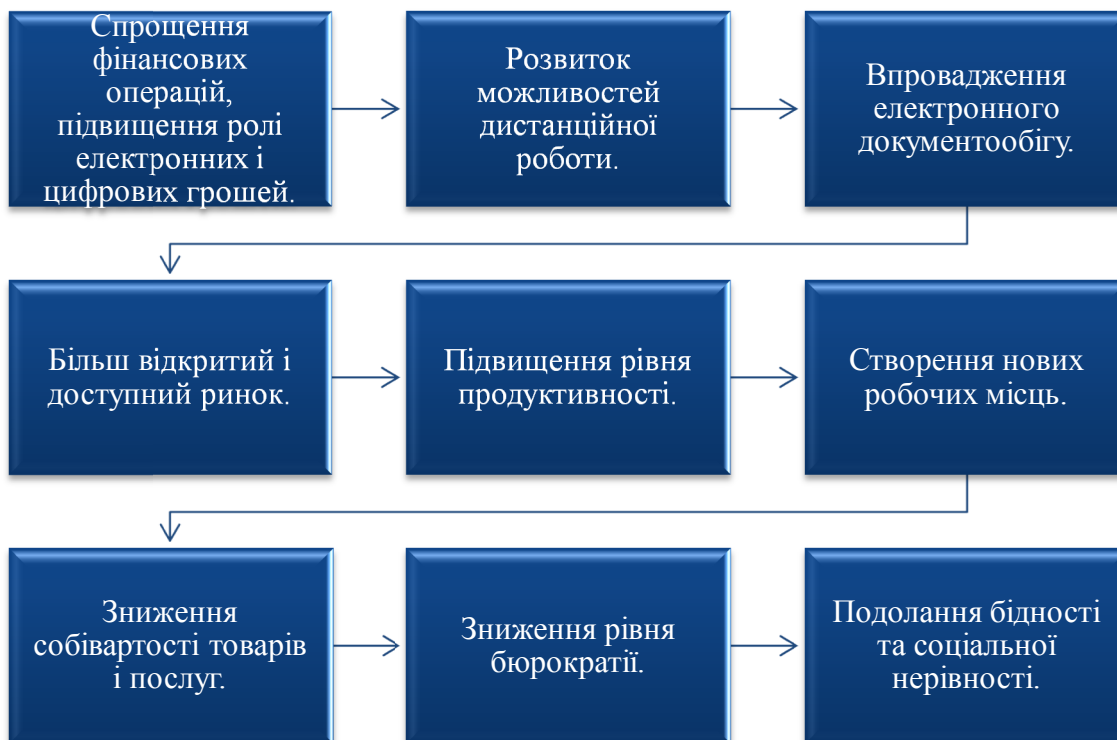 Спрощення
фінансових
операцій,
підвищення ролі
електронних і
цифрових грошей.
Розвиток
можливостей
дистанційної
роботи.
Впровадження
електронного
документообігу.
Більш відкритий і
доступний ринок.
Підвищення рівня
продуктивності.
Створення нових
робочих місць.
Зниження
собівартості товарів
і послуг.
Зниження рівня
бюрократії.
Подолання бідності
та соціальної
нерівності.